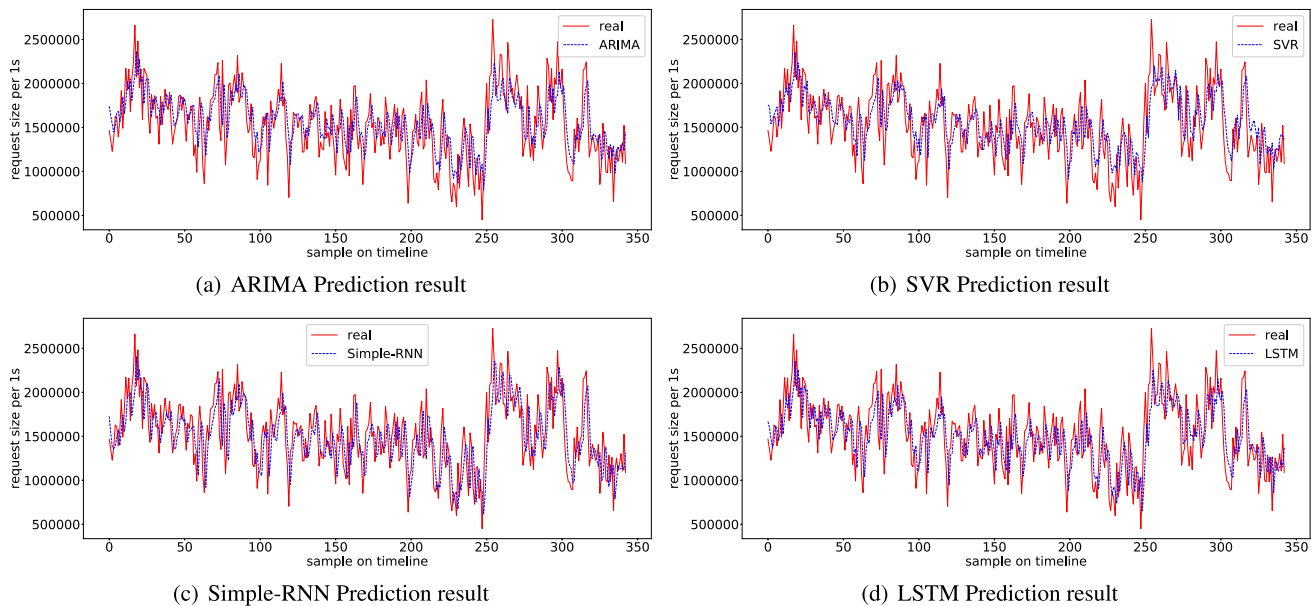 real
ARIMA
request size per 1s
2500000
2000000
1500000
1000000
500000
0 50 100 150 200 250 300 350
sample on timeline
(a) ARIMA Prediction result
real
SVR
request size per 1s
2500000
2000000
1500000
1000000
500000
0 50 100 150 200 250 300 350
sample on timeline
(b) SVR Prediction result
real
Simple-RNN
request size per 1s
2500000
2000000
1500000
1000000
500000
0 50 100 150 200 250 300 350
sample on timeline
(c) Simple-RNN Prediction result
real
LSTM
request size per 1s
2500000
2000000
1500000
1000000
500000
0 50 100 150 200 250 300 350
sample on timeline
(d) LSTM Prediction result